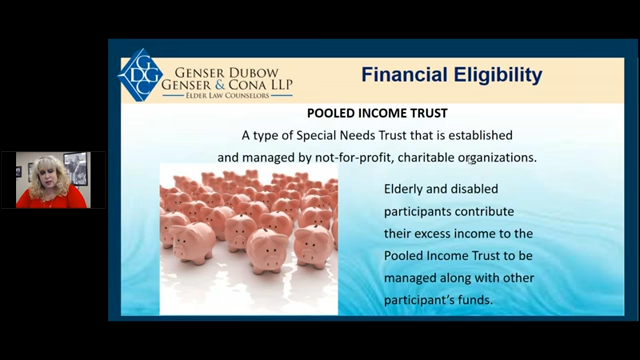 GDGC
GENSER DUBOW
GENSER & CONA LLP
ELDER LAW COUNSELORS
Financial Eligibility
POOLED INCOME TRUST
A type of Special Needs Trust that is established
and managed by not-for-profit, charitable organizations.
Elderly and disabled
participants contribute
their excess income to the
Pooled Income Trust to be
managed along with other
participant's funds.